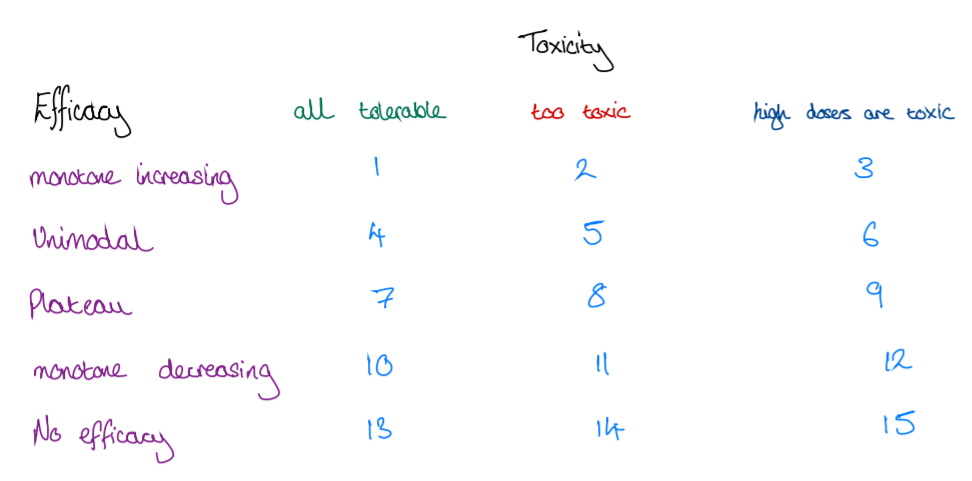 Toxicity
Efficacy all tolerable too toxic high doses are toxic
monotone increasing 1 2 3
Unimodal 4 5 6
Plateau 7 8 9
monotone decreasing 10 11 12
No efficacy 13 14 15